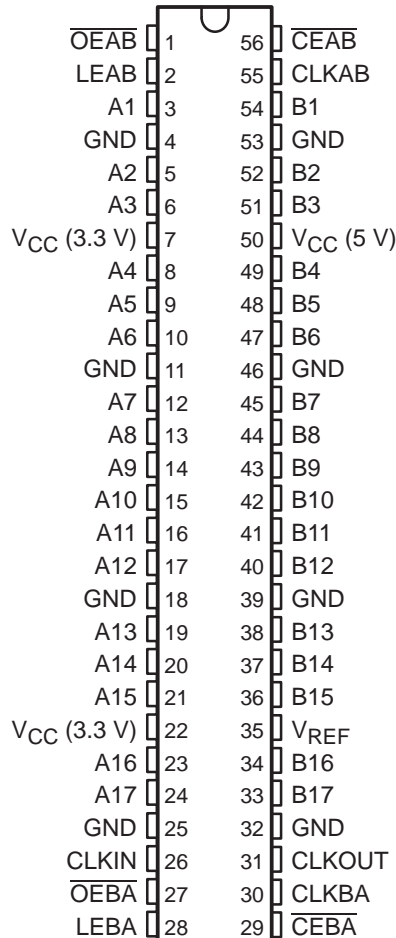 O̅E̅A̅B̅ 1 56 C̅E̅A̅B̅
LEAB 2 55 CLKAB
A1 3 54 B1
GND 4 53 GND
A2 5 52 B2
A3 6 51 B3
VCC (3.3 V) 7 50 VCC (5 V)
A4 8 49 B4
A5 9 48 B5
A6 10 47 B6
GND 11 46 GND
A7 12 45 B7
A8 13 44 B8
A9 14 43 B9
A10 15 42 B10
A11 16 41 B11
A12 17 40 B12
GND 18 39 GND
A13 19 38 B13
A14 20 37 B14
A15 21 36 B15
VCC (3.3 V) 22 35 VREF
A16 23 34 B16
A17 24 33 B17
GND 25 32 GND
CLKIN 26 31 CLKOUT
O̅E̅B̅A̅ 27 30 CLKBA
LEBA 28 29 C̅E̅B̅A̅